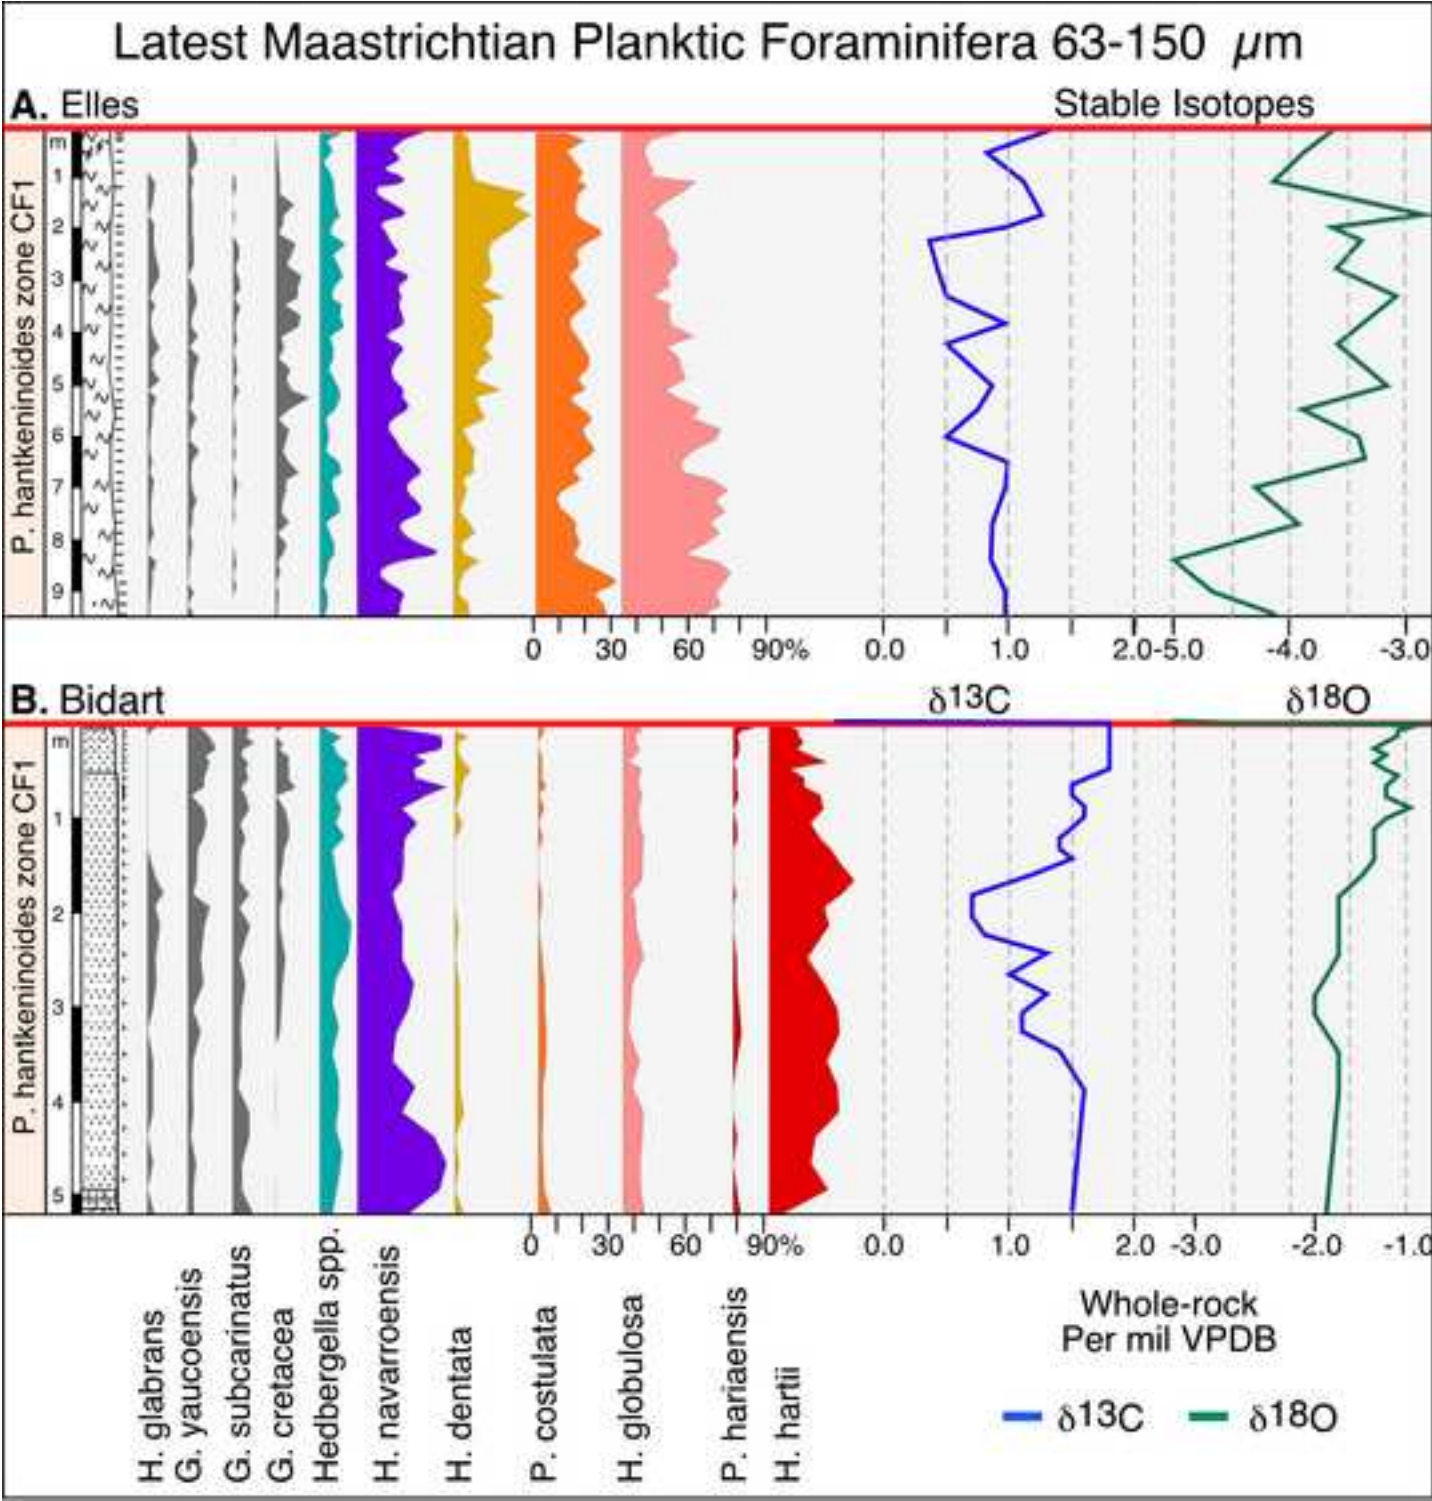 Latest Maastrichtian Planktic Foraminifera 63-150 µm
A. Elles
Stable Isotopes
P. hantkeninoides zone CF1
m
1
2
3
4
5
6
7
8
9
0 30 60 90% 0.0 1.0 2.0 -5.0 -4.0 -3.0
B. Bidart
δ13C δ18O
P. hantkeninoides zone CF1
m
1
2
3
4
5
0 30 60 90% 0.0 1.0 2.0 -3.0 -2.0 -1.0
H. glabrans
G. yaucoensis
G. subcarinatus
G. cretacea
Hedbergella spp.
H. navarroensis
H. dentata
P. costulata
H. globulosa
P. hariaensis
H. hartii
Whole-rock
Per mil VPDB
δ13C δ18O